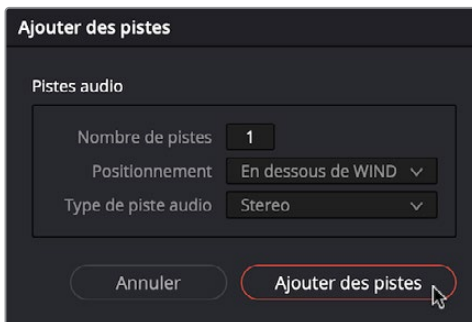 Ajouter des pistes
Pistes audio
Nombre de pistes 1
Positionnement En dessous de WIND
Type de piste audio Stereo
Annuler Ajouter des pistes